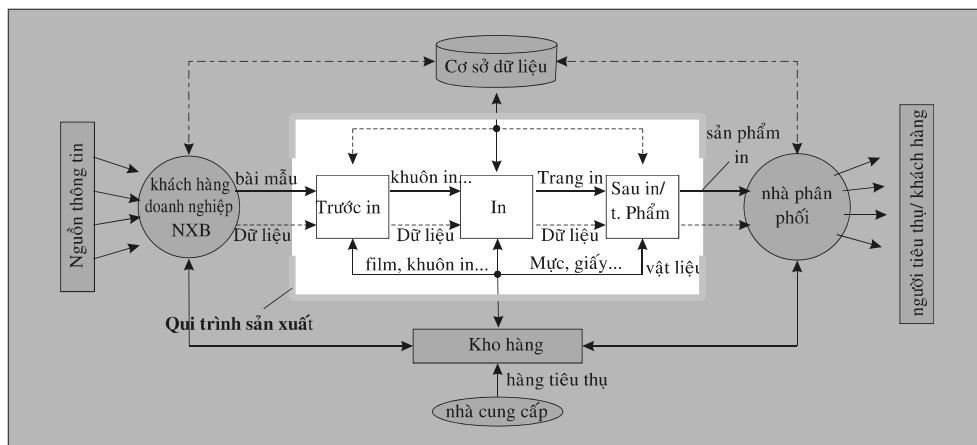 Cơ sở dữ liệu
Nguồn thông tin
khách hàng
doanh nghiệp
NXB
bài mẫu
Dữ liệu
Trước in
khuôn in...
Dữ liệu
In
Trang in
Dữ liệu
Sau in/
t. Phẩm
sản phẩm
in
nhà phân
phối
người tiêu thụ/ khách hàng
film, khuôn in...
Mực, giấy...
vật liệu
Qui trình sản xuất
Kho hàng
hàng tiêu thụ
nhà cung cấp